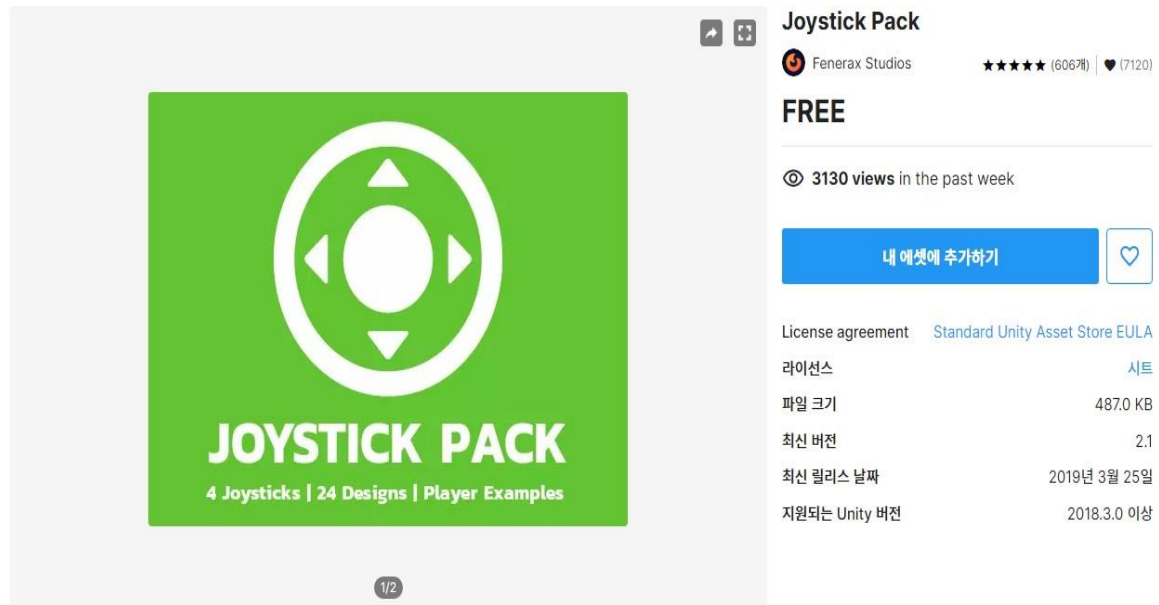 JOYSTICK PACK
4 Joysticks | 24 Designs | Player Examples
1/2
Joystick Pack
Fenerax Studios ★★★★★ (606개) | ♥ (7120)
FREE
3130 views in the past week
내 에셋에 추가하기
License agreement Standard Unity Asset Store EULA
라이선스 시트
파일 크기 487.0 KB
최신 버전 2.1
최신 릴리스 날짜 2019년 3월 25일
지원되는 Unity 버전 2018.3.0 이상